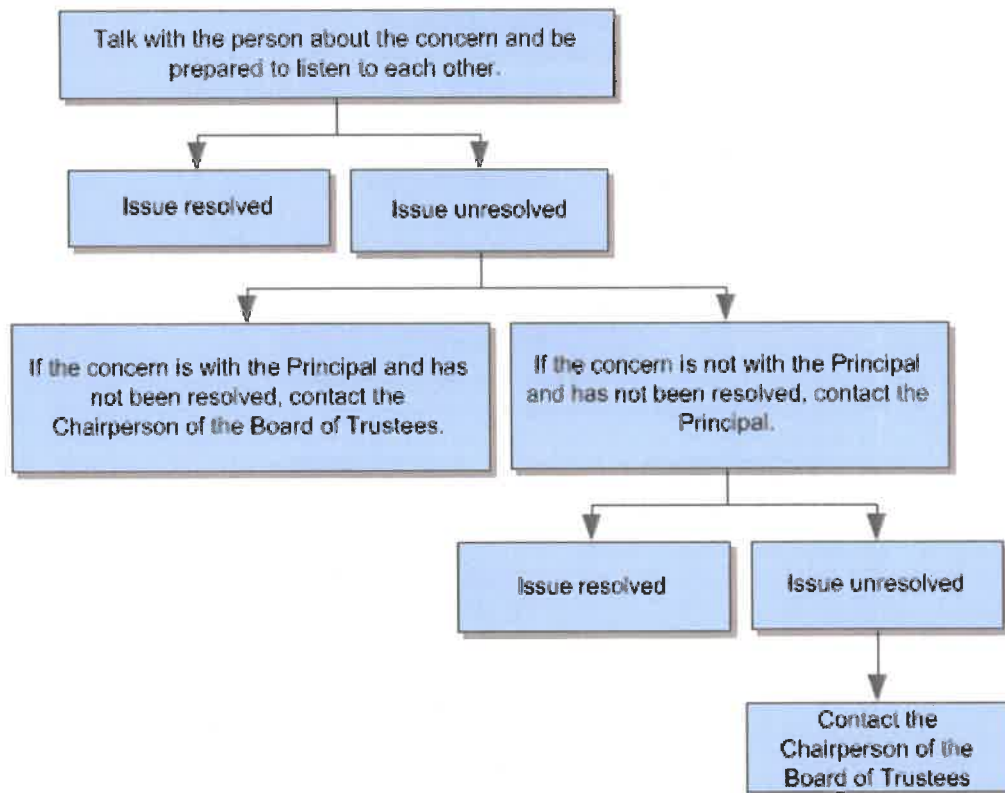 Talk with the person about the concern and be
prepared to listen to each other.
Issue resolved
Issue unresolved
If the concern is with the Principal and has
not been resolved, contact the
Chairperson of the Board of Trustees.
If the concern is not with the Principal
and has not been resolved, contact the
Principal.
Issue resolved
Issue unresolved
Contact the
Chairperson of the
Board of Trustees